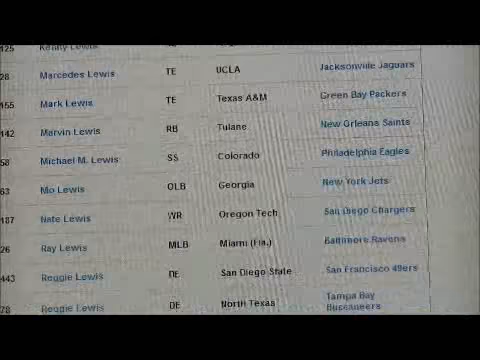 125 Kenny Lewis
28 Marcedes Lewis TE UCLA Jacksonville Jaguars
155 Mark Lewis TE Texas A&M Green Bay Packers
142 Marvin Lewis RB Tulane New Orleans Saints
58 Michael M. Lewis SS Colorado Philadelphia Eagles
63 Mo Lewis OLB Georgia New York Jets
187 Nate Lewis WR Oregon Tech San Diego Chargers
26 Ray Lewis MLB Miami (Fla.) Baltimore Ravens
443 Reggie Lewis DE San Diego State San Francisco 49ers
78 Reggie Lewis DE North Texas Tampa Bay
Buccaneers